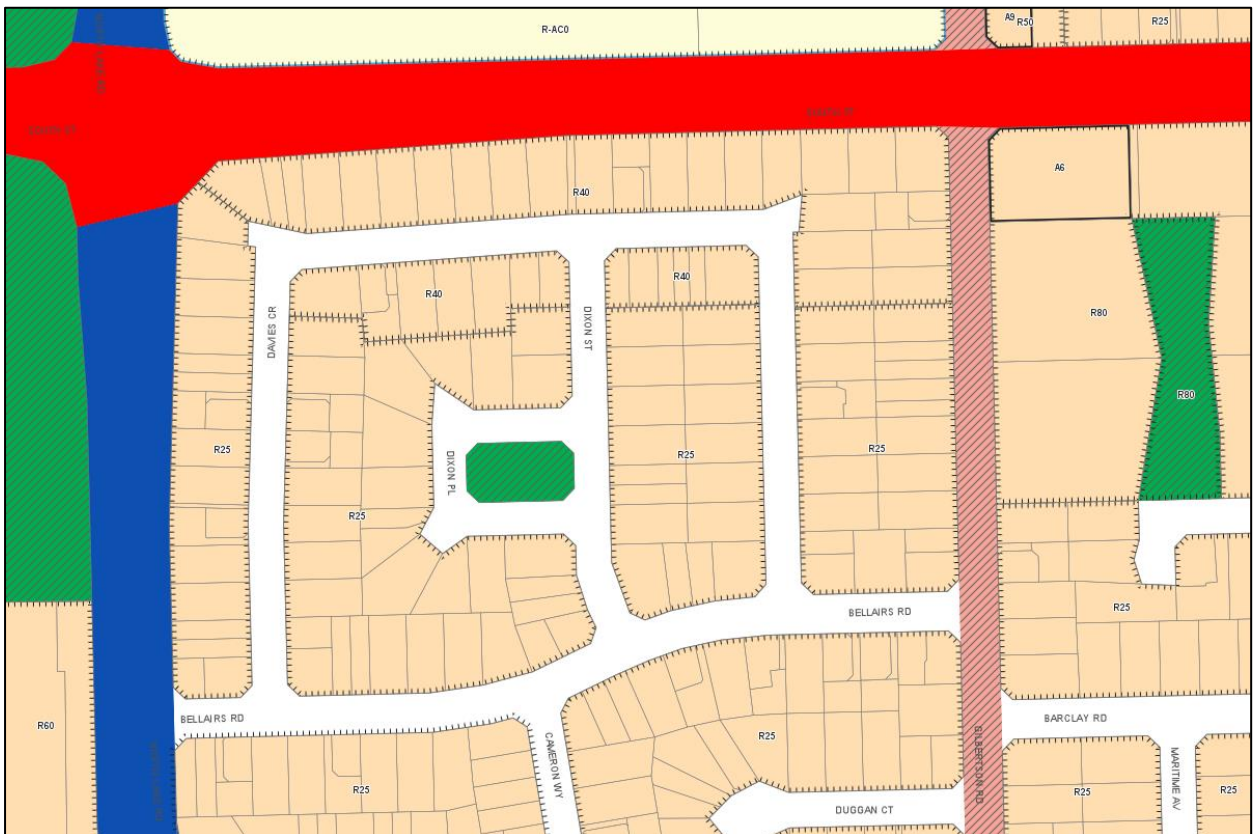 R-AC0
A9
R50
R25
A6
R40
R40
R40
R80
R80
DAVIES CR
DIXON ST
DIXON PL
R25
R25
R25
R25
R25
BELLAIRS RD
R60
BELLAIRS RD
CAMERON WY
R25
R25
DUGGAN CT
GILBERTSON RD
BARCLAY RD
MARITIME AV
R25
R25